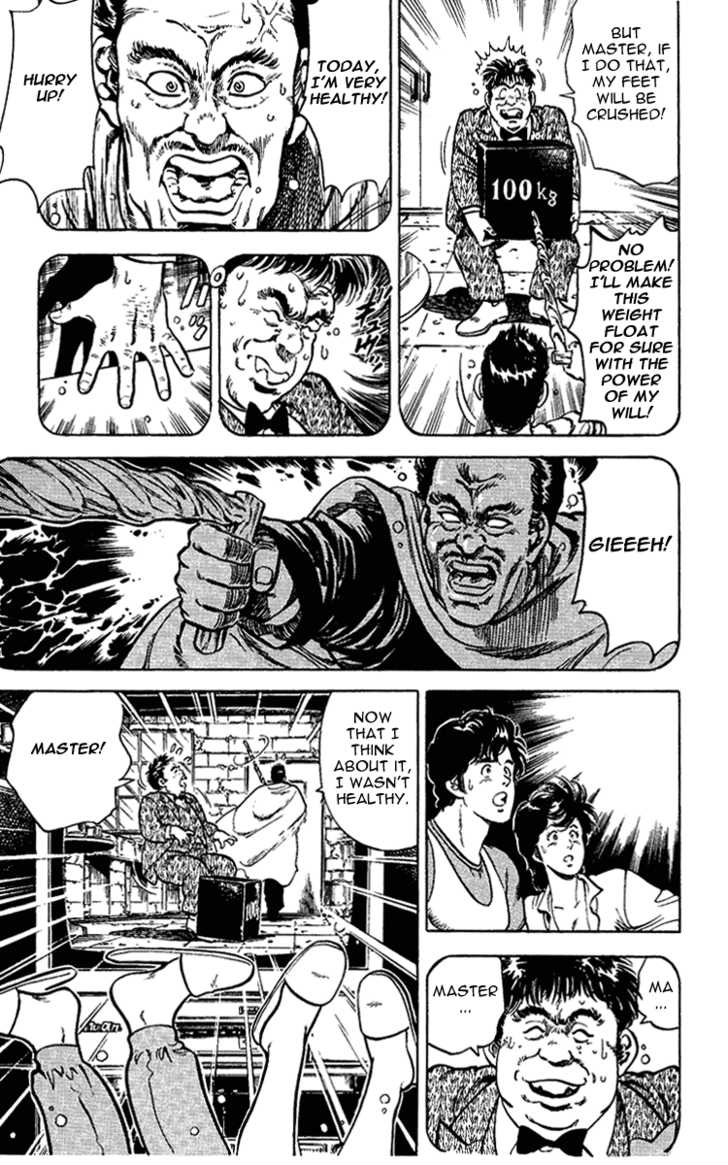 BUT
MASTER, IF
I DO THAT,
MY FEET
WILL BE
CRUSHED!
100kg
NO
PROBLEM!
I'LL MAKE
THIS
WEIGHT
FLOAT
FOR SURE
WITH THE
POWER
OF MY
WILL!
TODAY,
I'M VERY
HEALTHY!
HURRY
UP!
GIEEEH!
MA
...
MASTER
...
NOW
THAT I
THINK
ABOUT IT,
I WASN'T
HEALTHY.
MASTER!